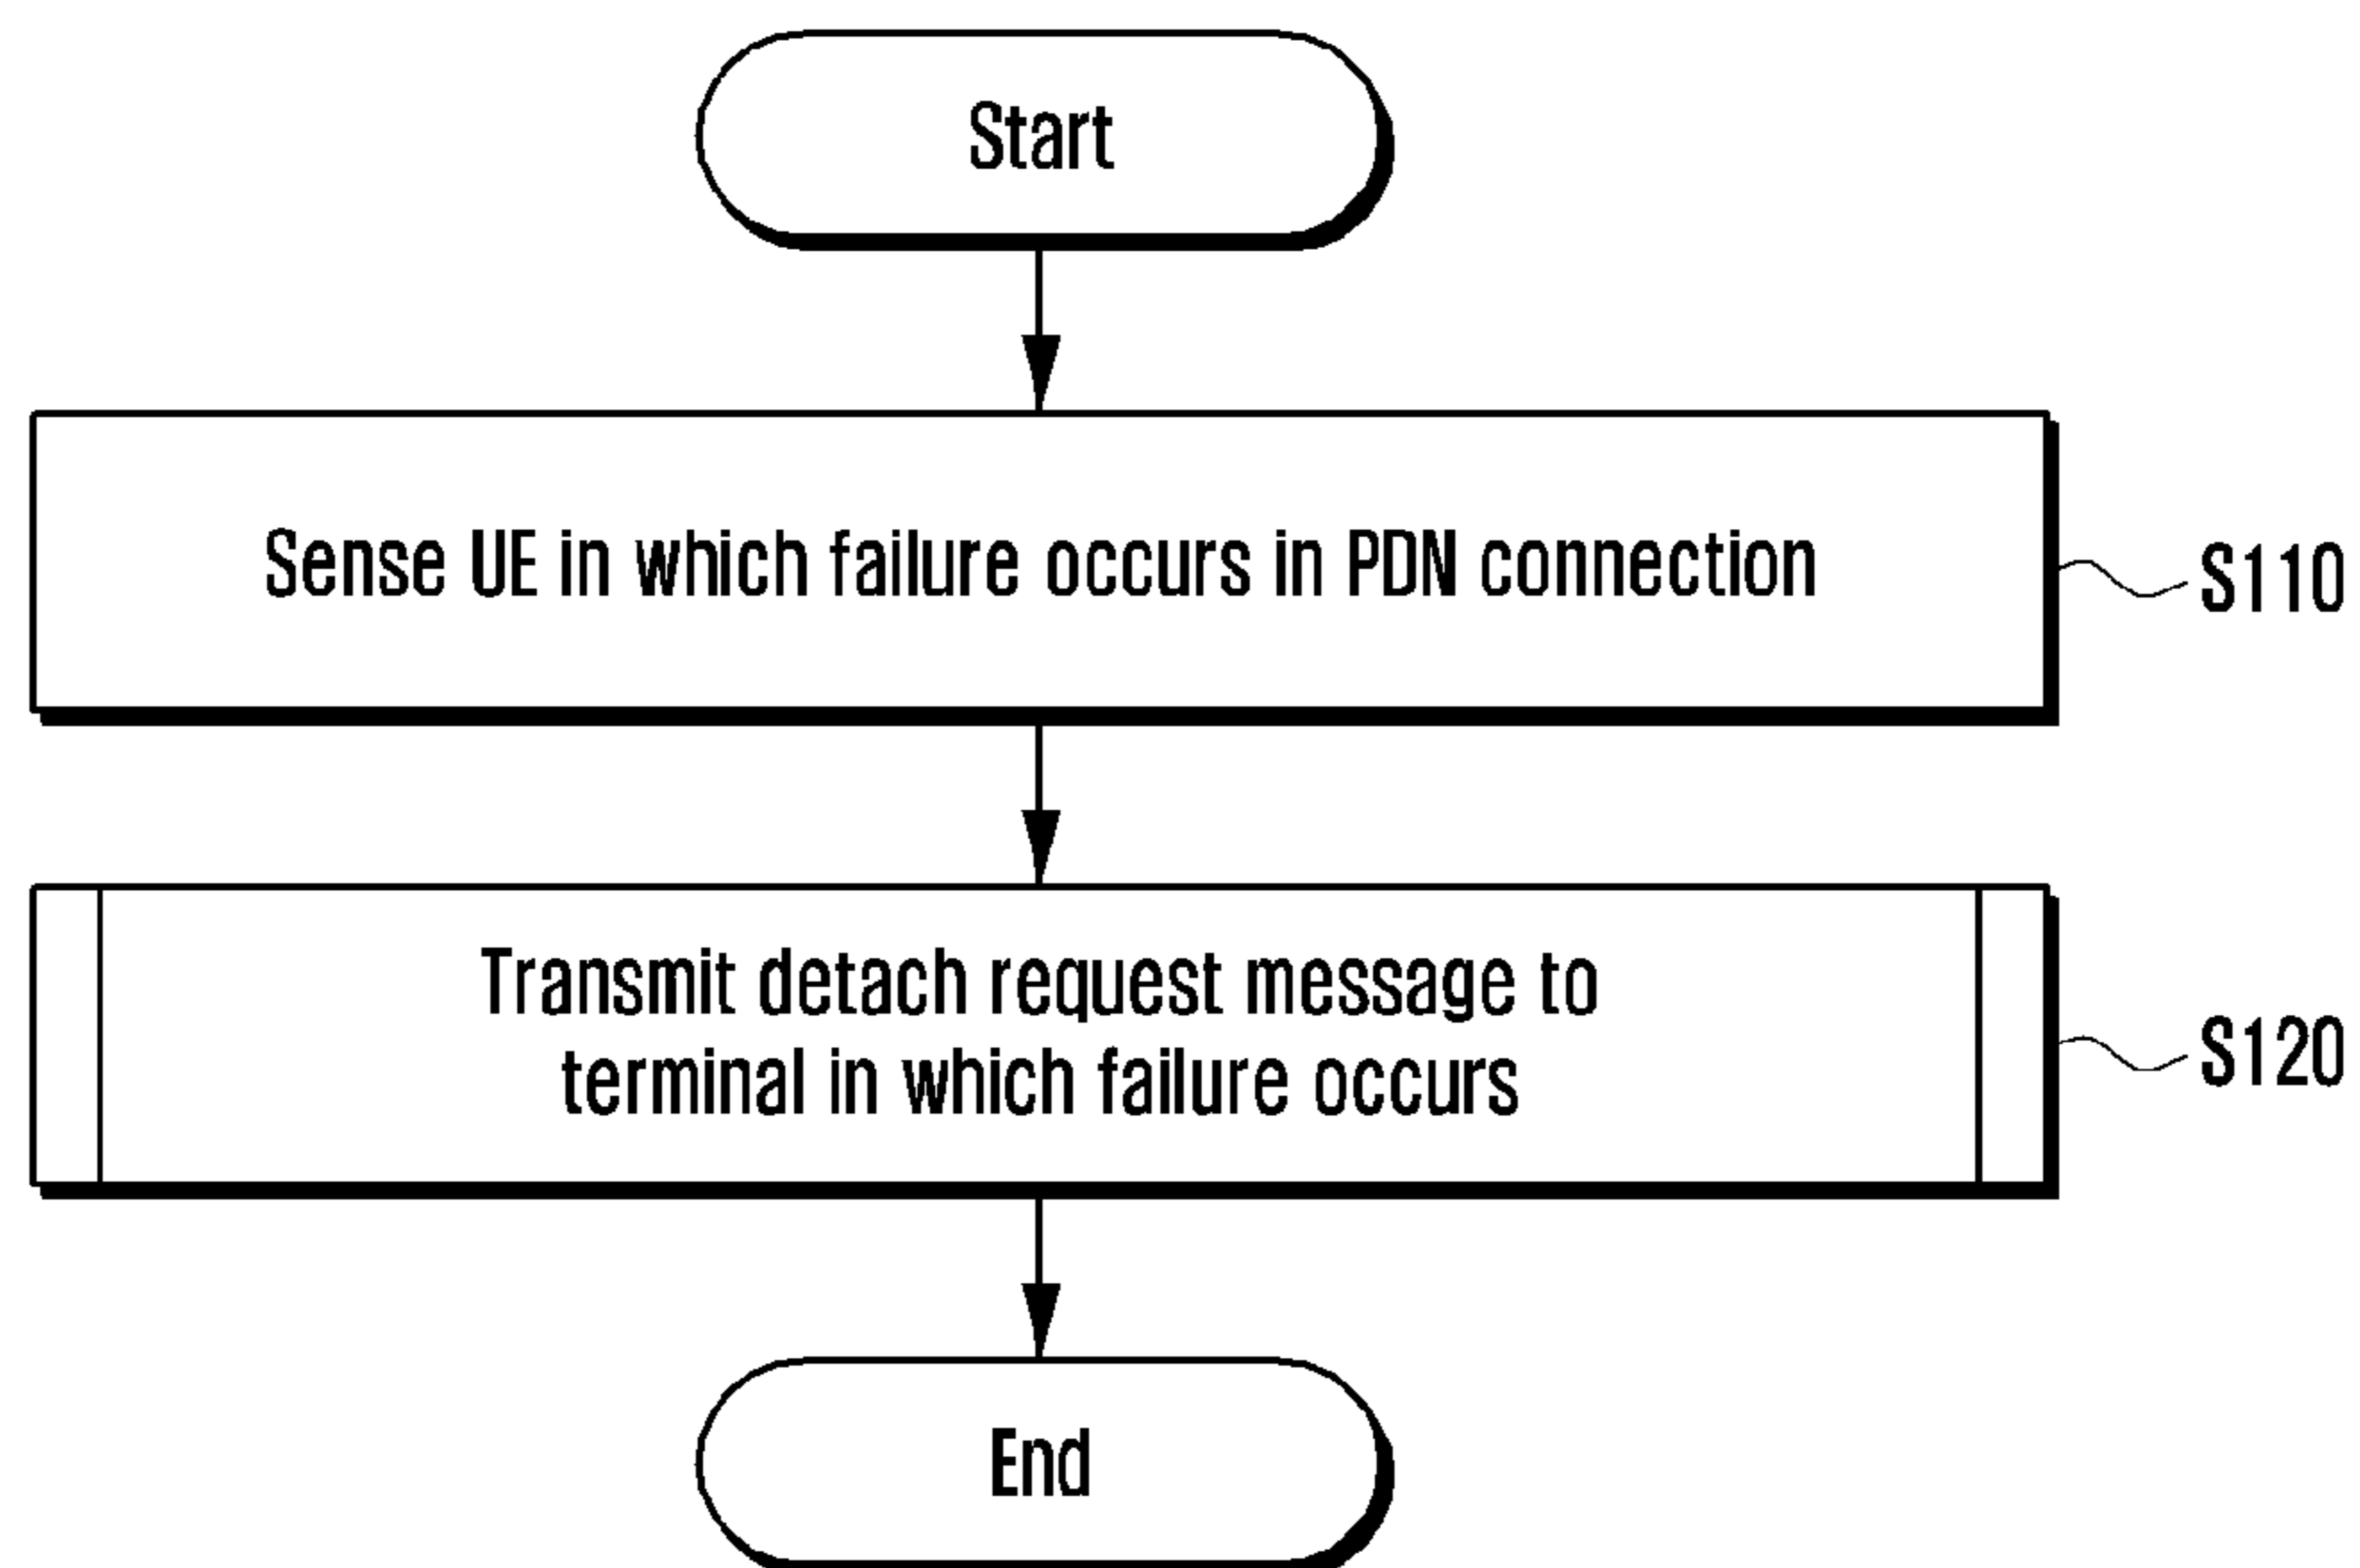 Start
Sense UE in which failure occurs in PDN connection
S110
Transmit detach request message to
terminal in which failure occurs
S120
End